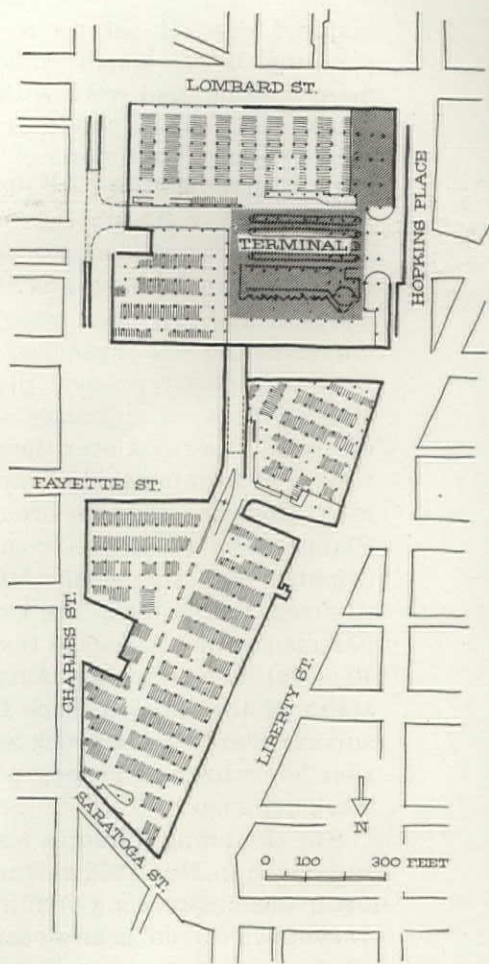 LOMBARD ST.
HOPKINS PLACE
TERMINAL
FAYETTE ST.
CHARLES ST.
LIBERTY ST.
SARATOGA ST.
N
0 100 300 FEET